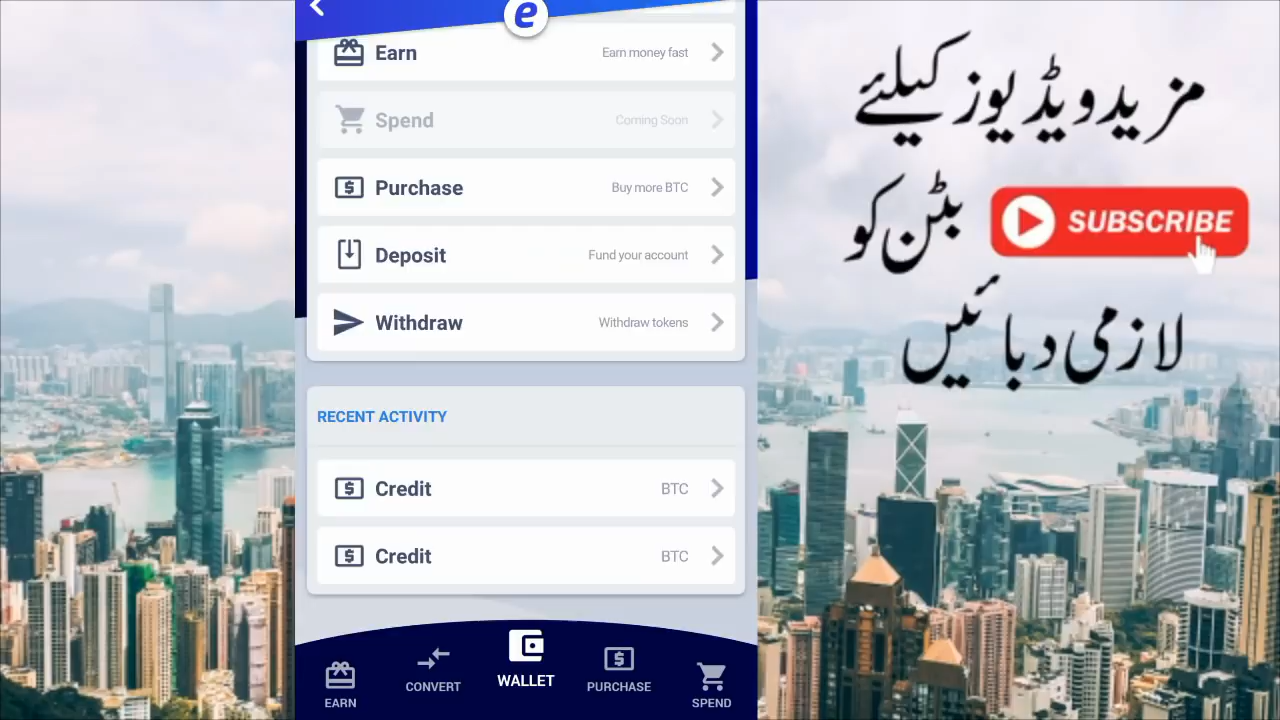 e
Earn Earn money fast
Spend Coming Soon
Purchase Buy more BTC
Deposit Fund your account
Withdraw Withdraw tokens
RECENT ACTIVITY
Credit BTC
Credit BTC
EARN CONVERT WALLET PURCHASE SPEND
مزید ویڈیوز کیلئے
SUBSCRIBE بٹن کو
لازمی دبائیں